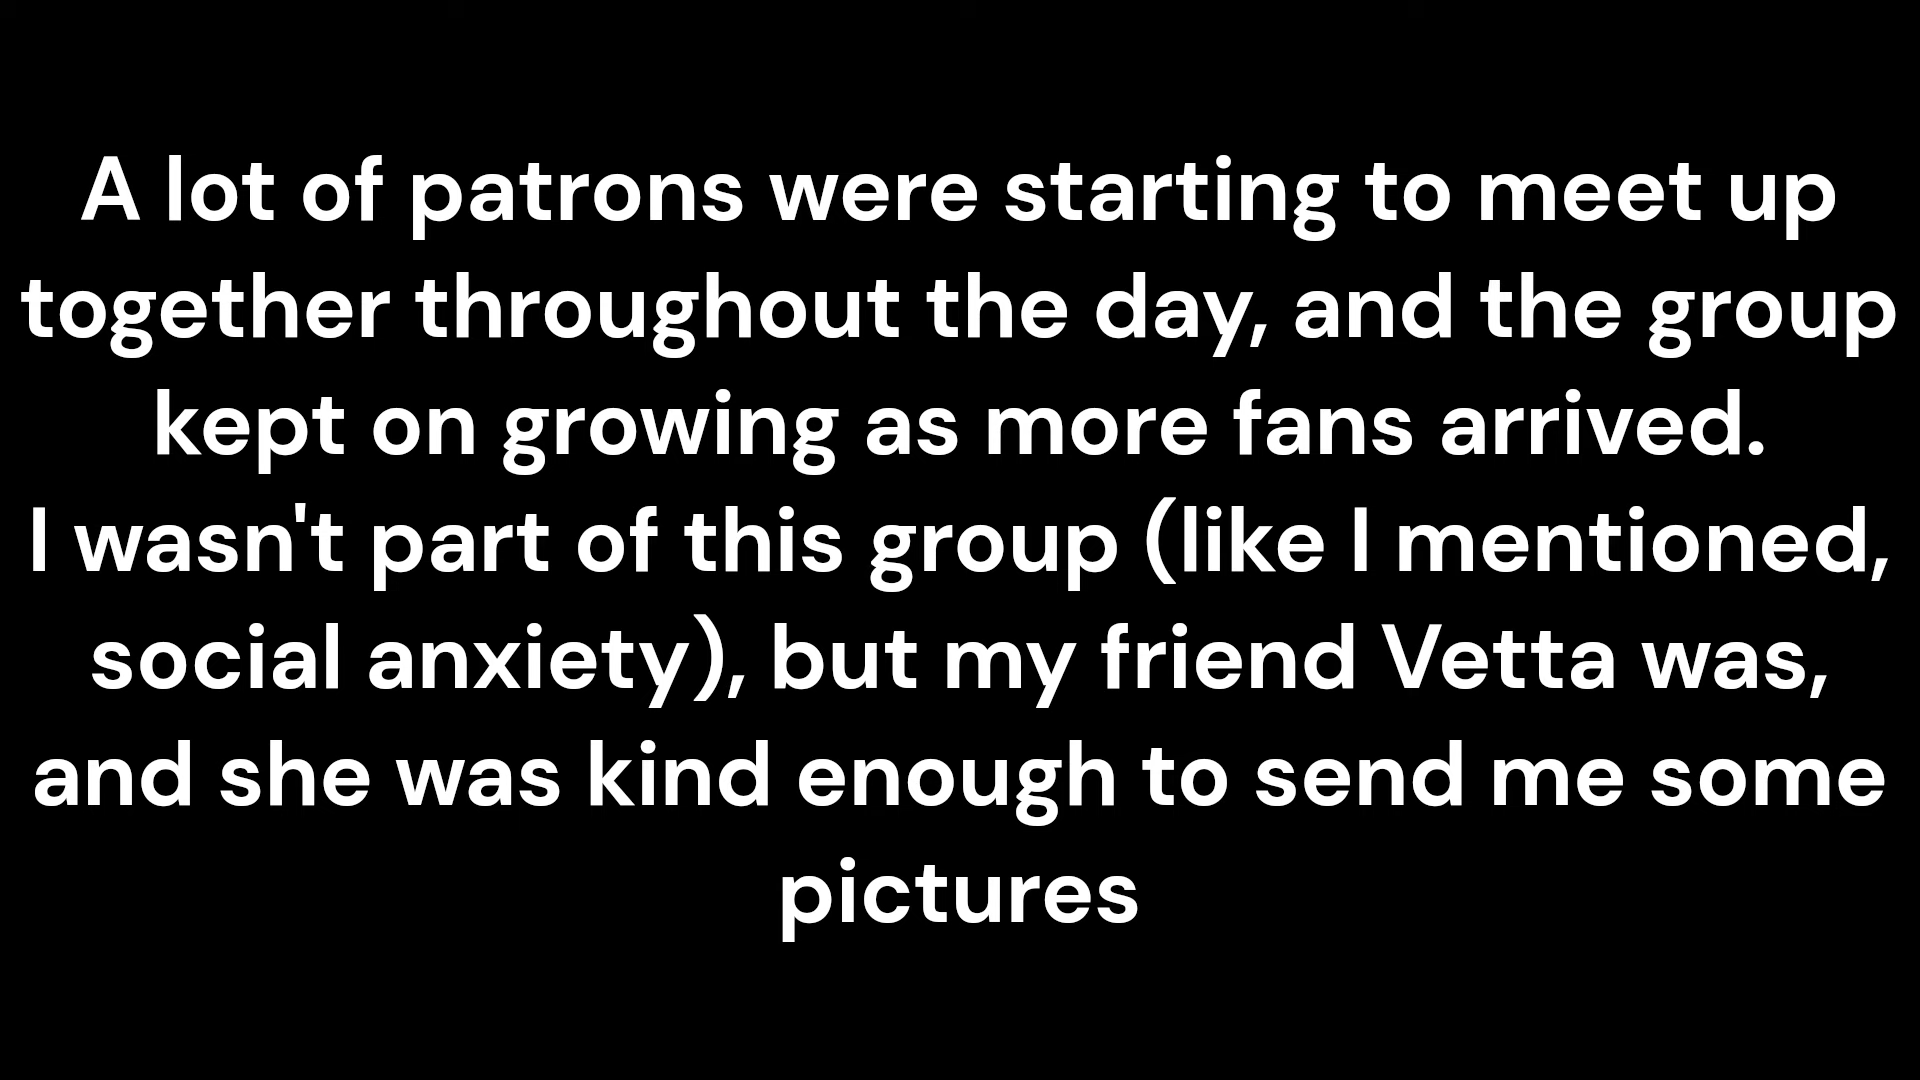 A lot of patrons were starting to meet up
together throughout the day, and the group
kept on growing as more fans arrived.
I wasn't part of this group (like I mentioned,
social anxiety), but my friend Vetta was,
and she was kind enough to send me some
pictures